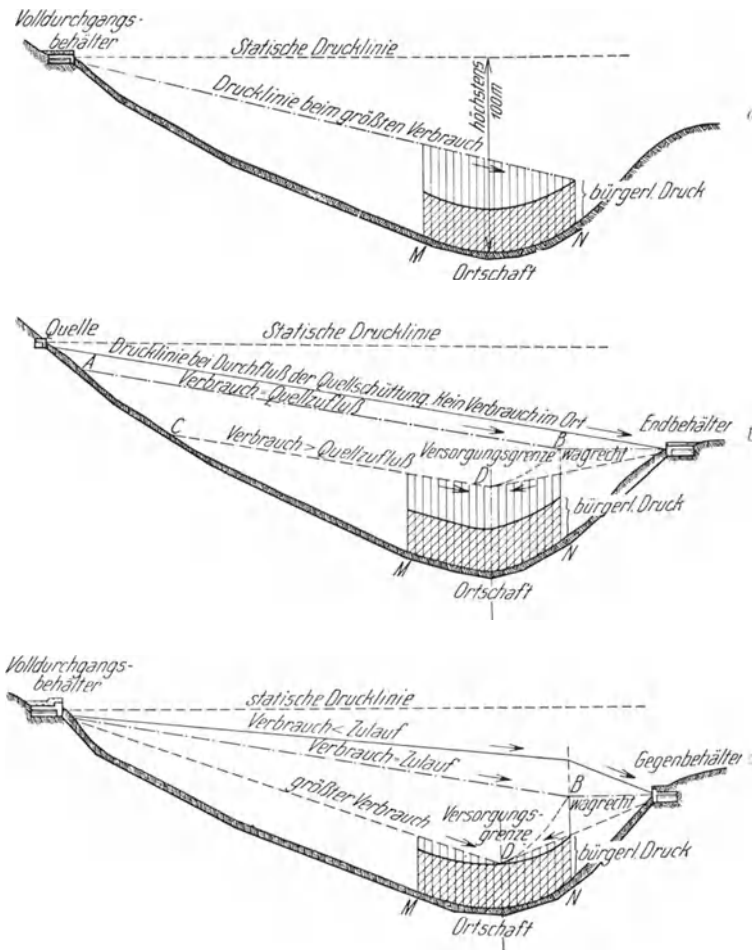 Volldurchgangs-
behälter
Statische Drucklinie
Drucklinie beim größten Verbrauch
höchstens
100m
bürgerl. Druck
M
N
Ortschaft
Quelle
Statische Drucklinie
Drucklinie bei Durchfluß der Quellschüttung. Kein Verbrauch im Ort
A
Verbrauch = Quellzufluß
Endbehälter
C
B
Verbrauch > Quellzufluß
Versorgungsgrenze
wagrecht
D
bürgerl. Druck
M
N
Ortschaft
Volldurchgangs-
behälter
statische Drucklinie
Verbrauch < Zulauf
Verbrauch = Zulauf
Gegenbehälter
größter Verbrauch
B
wagrecht
Versorgungs-
grenze
D
bürgerl. Druck
M
N
Ortschaft